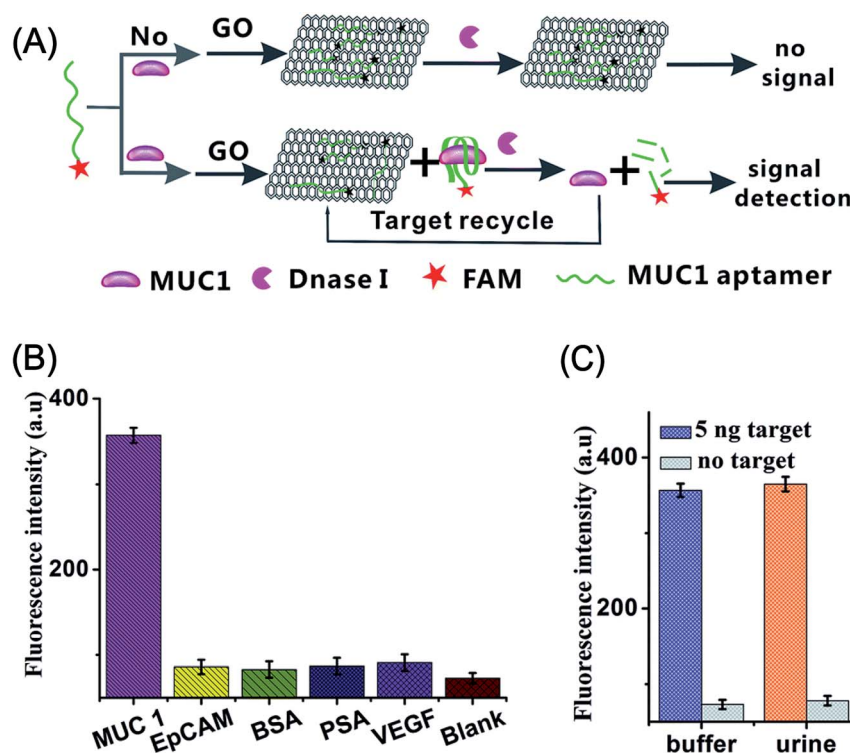 (A)
No
GO
no
signal
GO
signal
detection
Target recycle
MUC1
Dnase I
FAM
MUC1 aptamer
(B)
Fluorescence intensity (a.u)
400
200
MUC 1
EpCAM
BSA
PSA
VEGF
Blank
(C)
Fluorescence intensity (a.u)
5 ng target
no target
400
200
buffer
urine